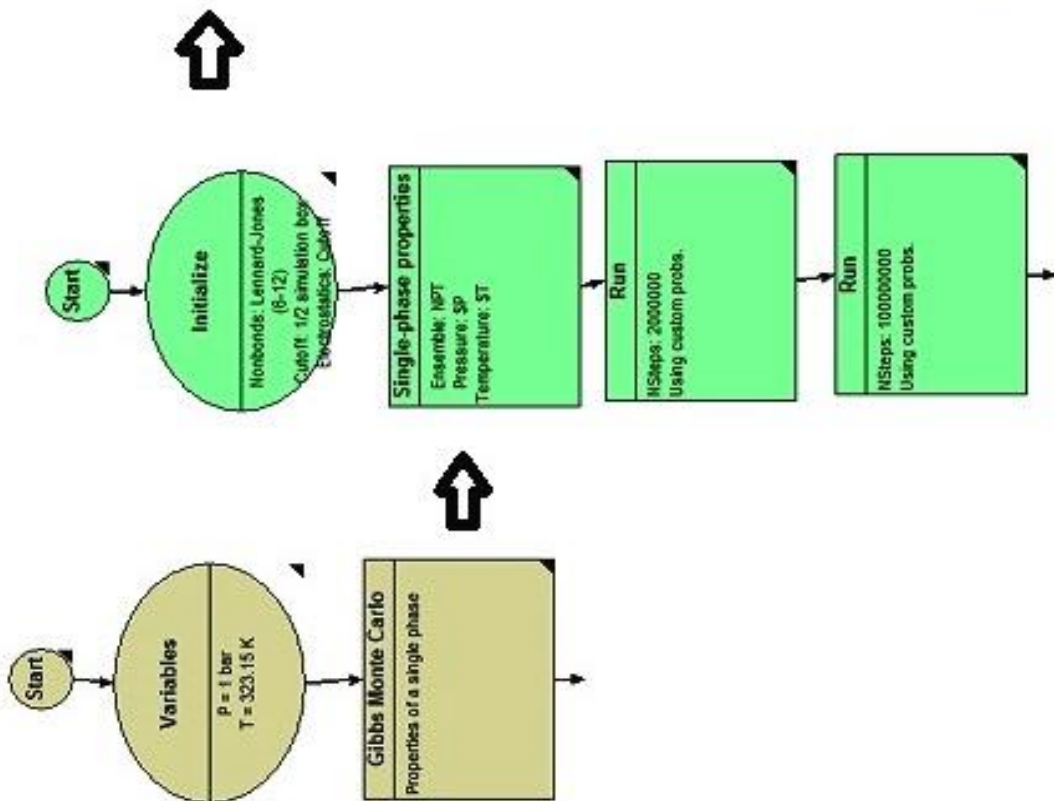 Start
Variables
P = 1 bar
T = 323.15 K
Gibbs Monte Carlo
Properties of a single phase
Start
Initialize
Nonbonds: Lennard-Jones
(6-12)
Cutoff: 1/2 simulation box
Electrostatics: Cutoff
Single-phase properties
Ensemble: NPT
Pressure: $P
Temperature: $T
Run
NSteps: 2000000
Using custom probs.
Run
NSteps: 100000000
Using custom probs.